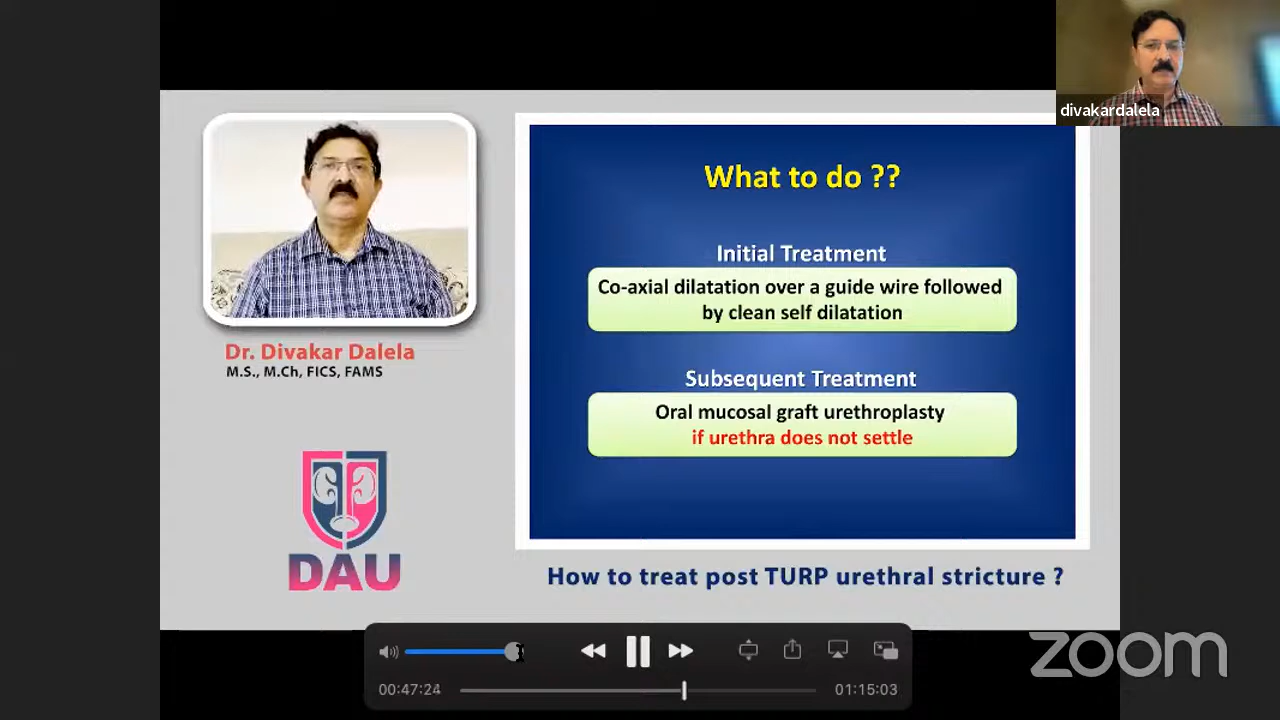 divakardalela
What to do ??
Initial Treatment
Co-axial dilatation over a guide wire followed
by clean self dilatation
Subsequent Treatment
Oral mucosal graft urethroplasty
if urethra does not settle
Dr. Divakar Dalela
M.S., M.Ch, FICS, FAMS
DAU
How to treat post TURP urethral stricture ?
00:47:24
01:15:03
zoom